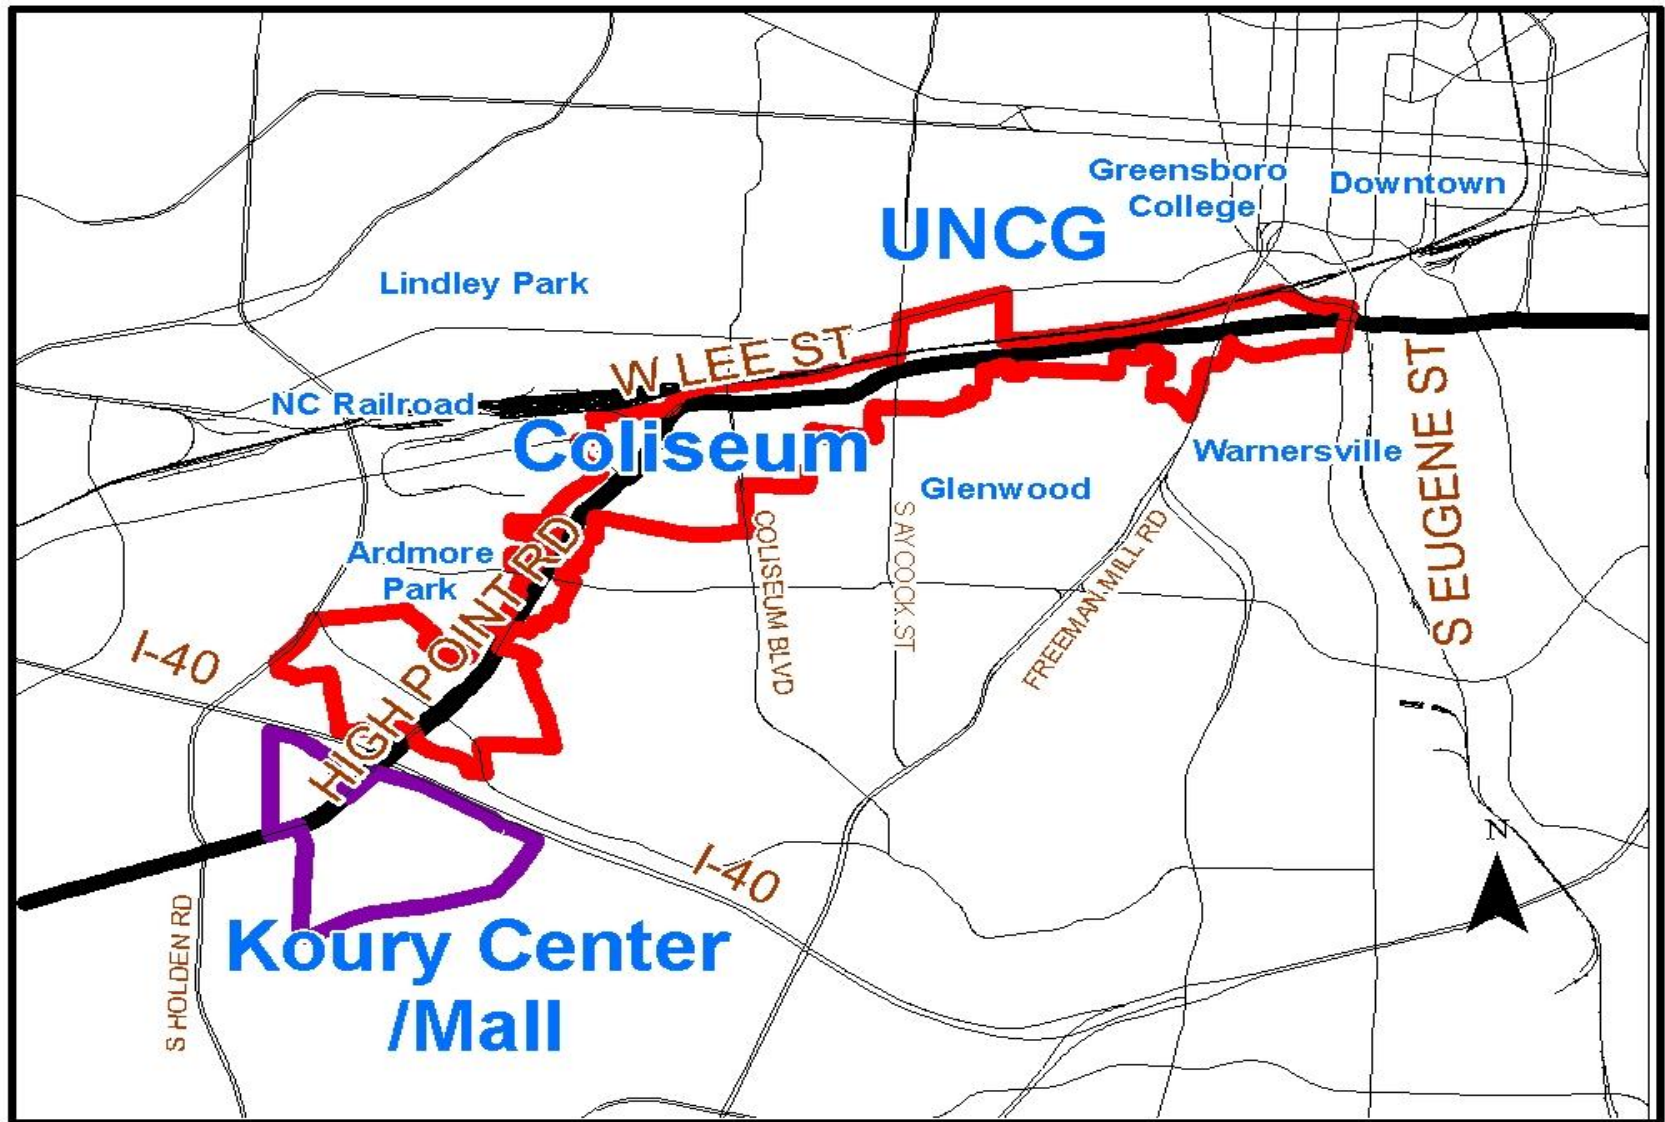 Greensboro
College
Downtown
UNCG
Lindley Park
W LEE ST
NC Railroad
Coliseum
Warnersville
Glenwood
S EUGENE ST
Ardmore
Park
HIGH POINT RD
COLISEUM BLVD
S AYCOCK ST
FREEMAN MILL RD
I-40
N
I-40
S HOLDEN RD
Koury Center
/Mall